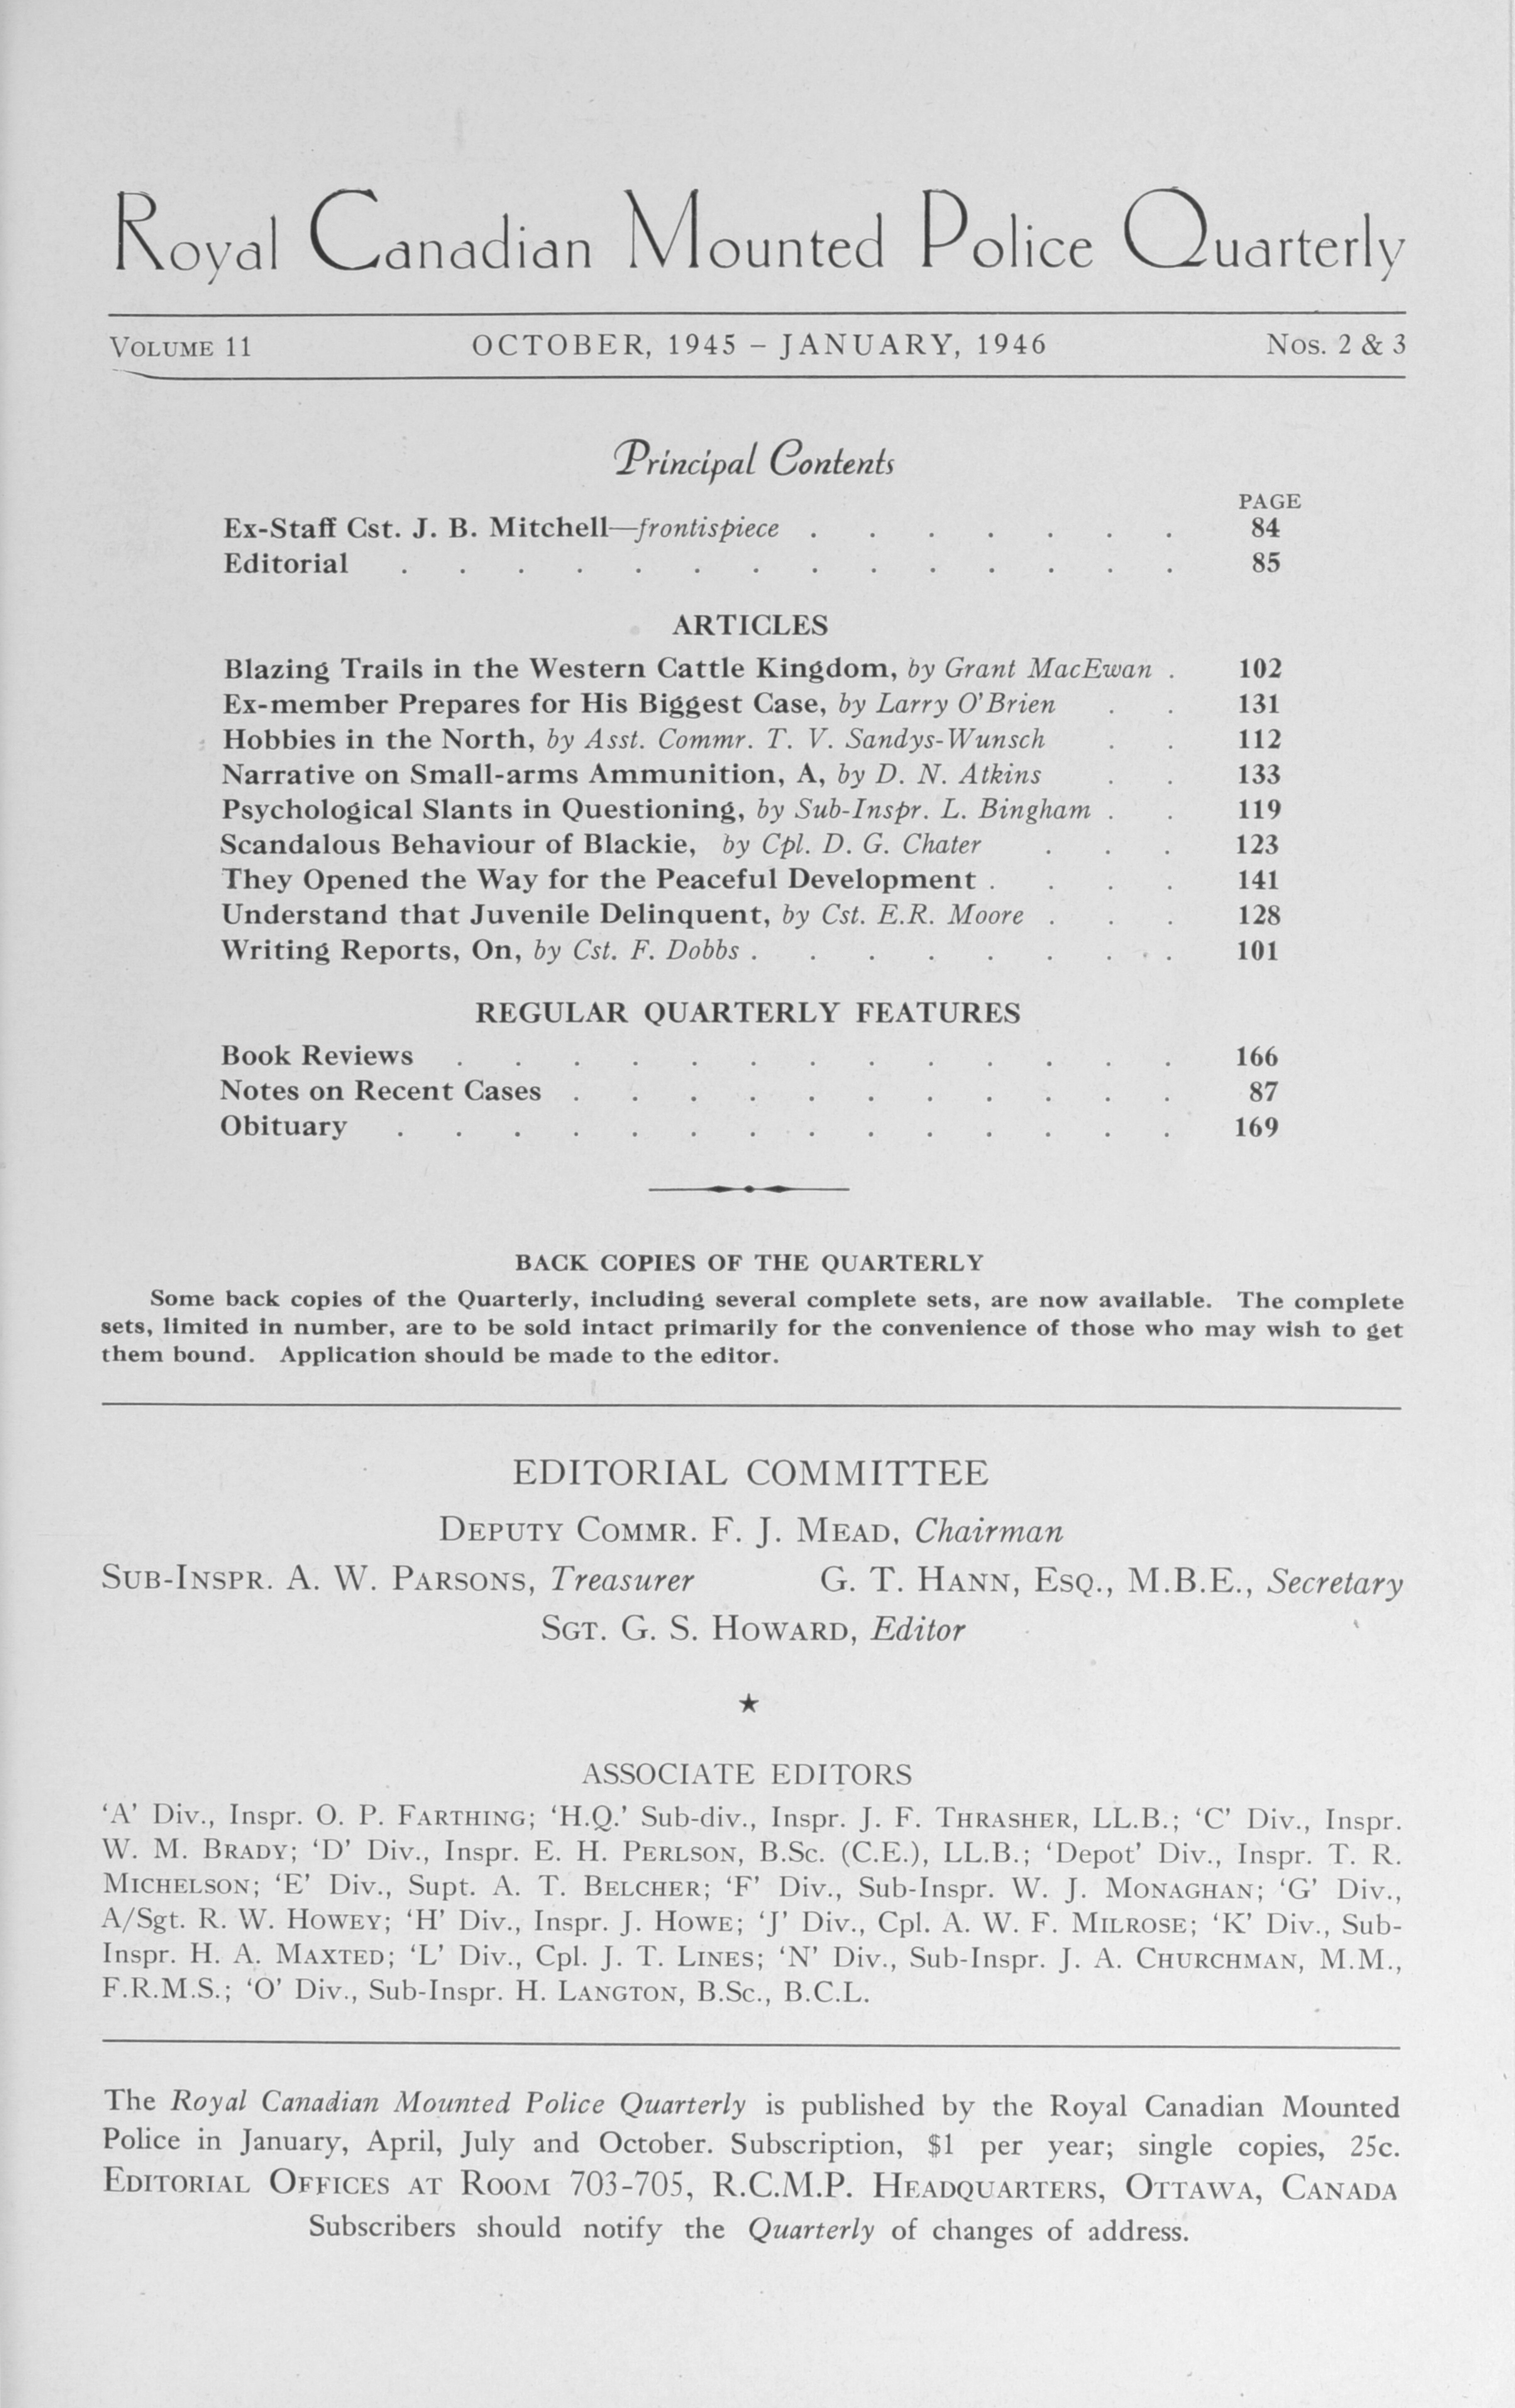 Royal Canadian Mounted Police Quarterly
VOLUME 11 OCTOBER, 1945 – JANUARY, 1946 NOS. 2 & 3
Principal Contents
PAGE
Ex-Staff Cst. J. B. Mitchell—frontispiece . . . . . . . 84
Editorial . . . . . . . . . . . . . . 85
ARTICLES
Blazing Trails in the Western Cattle Kingdom, by Grant MacEwan . 102
Ex-member Prepares for His Biggest Case, by Larry O'Brien . . 131
Hobbies in the North, by Asst. Commr. T. V. Sandys-Wunsch . . 112
Narrative on Small-arms Ammunition, A, by D. N. Atkins . . 133
Psychological Slants in Questioning, by Sub-Inspr. L. Bingham . . 119
Scandalous Behaviour of Blackie, by Cpl. D. G. Chater . . . 123
They Opened the Way for the Peaceful Development . . . . 141
Understand that Juvenile Delinquent, by Cst. E.R. Moore . . . 128
Writing Reports, On, by Cst. F. Dobbs . . . . . . . . 101
REGULAR QUARTERLY FEATURES
Book Reviews . . . . . . . . . . . . . 166
Notes on Recent Cases . . . . . . . . . . . 87
Obituary . . . . . . . . . . . . . . 169
BACK COPIES OF THE QUARTERLY
Some back copies of the Quarterly, including several complete sets, are now available. The complete
sets, limited in number, are to be sold intact primarily for the convenience of those who may wish to get
them bound. Application should be made to the editor.
EDITORIAL COMMITTEE
DEPUTY COMMR. F. J. MEAD, Chairman
SUB-INSPR. A. W. PARSONS, Treasurer G. T. HANN, ESQ., M.B.E., Secretary
SGT. G. S. HOWARD, Editor
★
ASSOCIATE EDITORS
'A' Div., Inspr. O. P. FARTHING; 'H.Q.' Sub-div., Inspr. J. F. THRASHER, LL.B.; 'C' Div., Inspr.
W. M. BRADY; 'D' Div., Inspr. E. H. PERLSON, B.Sc. (C.E.), LL.B.; 'Depot' Div., Inspr. T. R.
MICHELSON; 'E' Div., Supt. A. T. BELCHER; 'F' Div., Sub-Inspr. W. J. MONAGHAN; 'G' Div.,
A/Sgt. R. W. HOWEY; 'H' Div., Inspr. J. HOWE; 'J' Div., Cpl. A. W. F. MILROSE; 'K' Div., Sub-
Inspr. H. A. MAXTED; 'L' Div., Cpl. J. T. LINES; 'N' Div., Sub-Inspr. J. A. CHURCHMAN, M.M.,
F.R.M.S.; 'O' Div., Sub-Inspr. H. LANGTON, B.Sc., B.C.L.
The Royal Canadian Mounted Police Quarterly is published by the Royal Canadian Mounted
Police in January, April, July and October. Subscription, $1 per year; single copies, 25c.
EDITORIAL OFFICES AT ROOM 703-705, R.C.M.P. HEADQUARTERS, OTTAWA, CANADA
Subscribers should notify the Quarterly of changes of address.